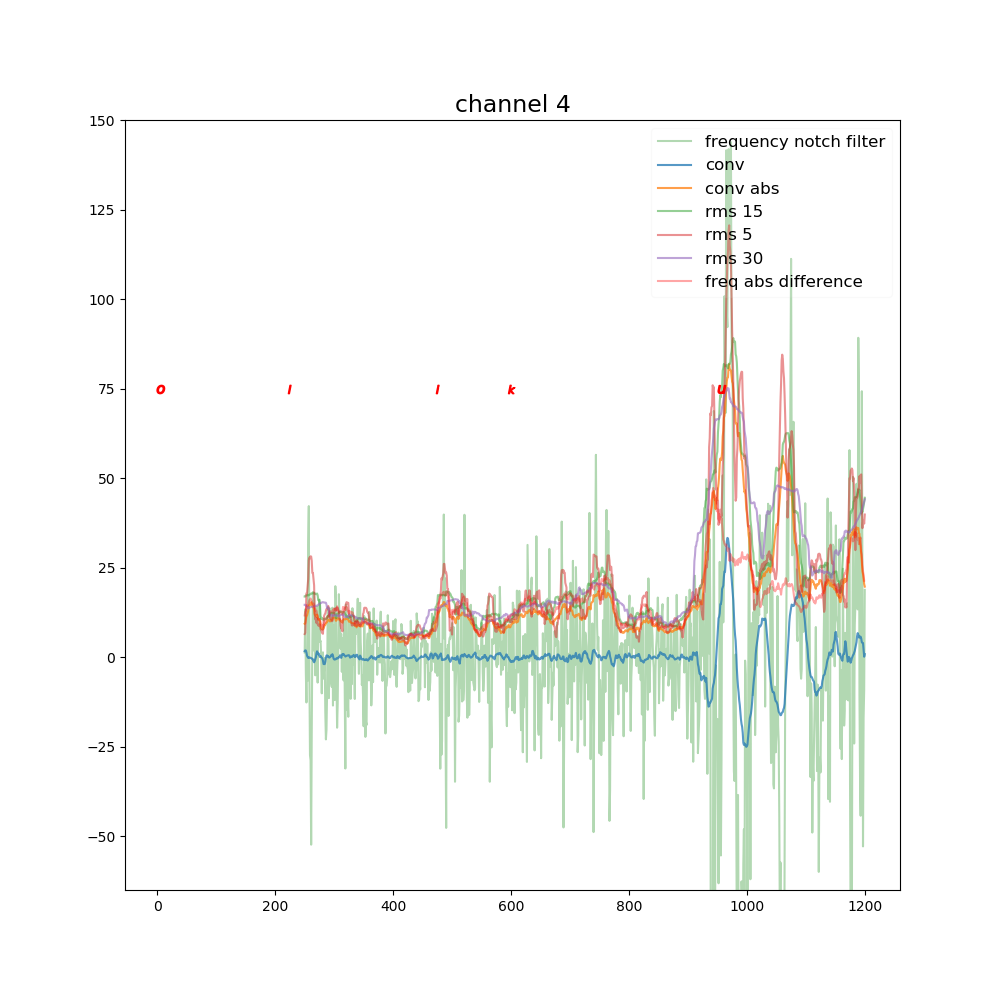 channel 4
150
125
100
75
50
25
0
−25
−50
frequency notch filter
conv
conv abs
rms 15
rms 5
rms 30
freq abs difference
o l l k u
0 200 400 600 800 1000 1200